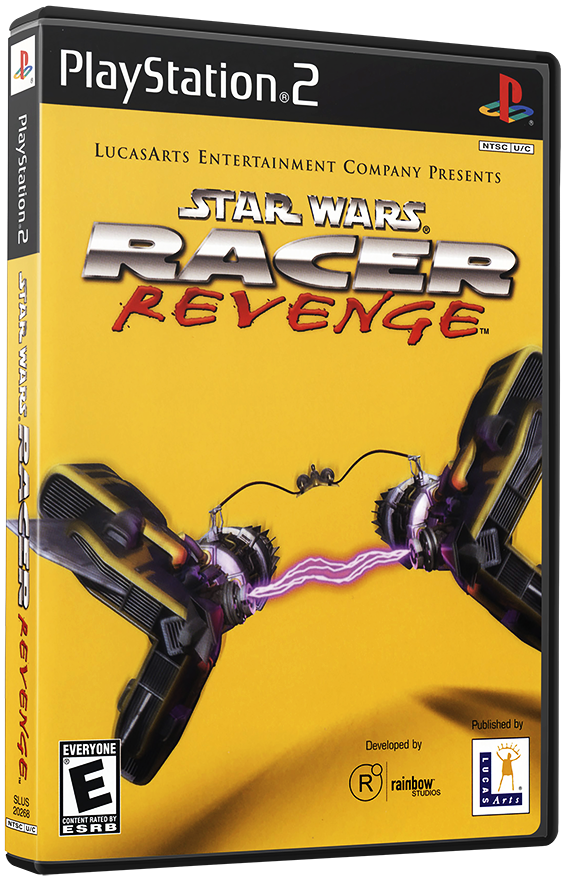 PlayStation®2
NTSC U/C
LUCASARTS ENTERTAINMENT COMPANY PRESENTS
STAR WARS®
RACER
REVENGE™
EVERYONE
E
CONTENT RATED BY
ESRB
Developed by
R
rainbow
STUDIOS
Published by
LUCAS
Arts
PlayStation®2
STAR WARS RACER REVENGE™
SLUS
20268
NTSC U/C